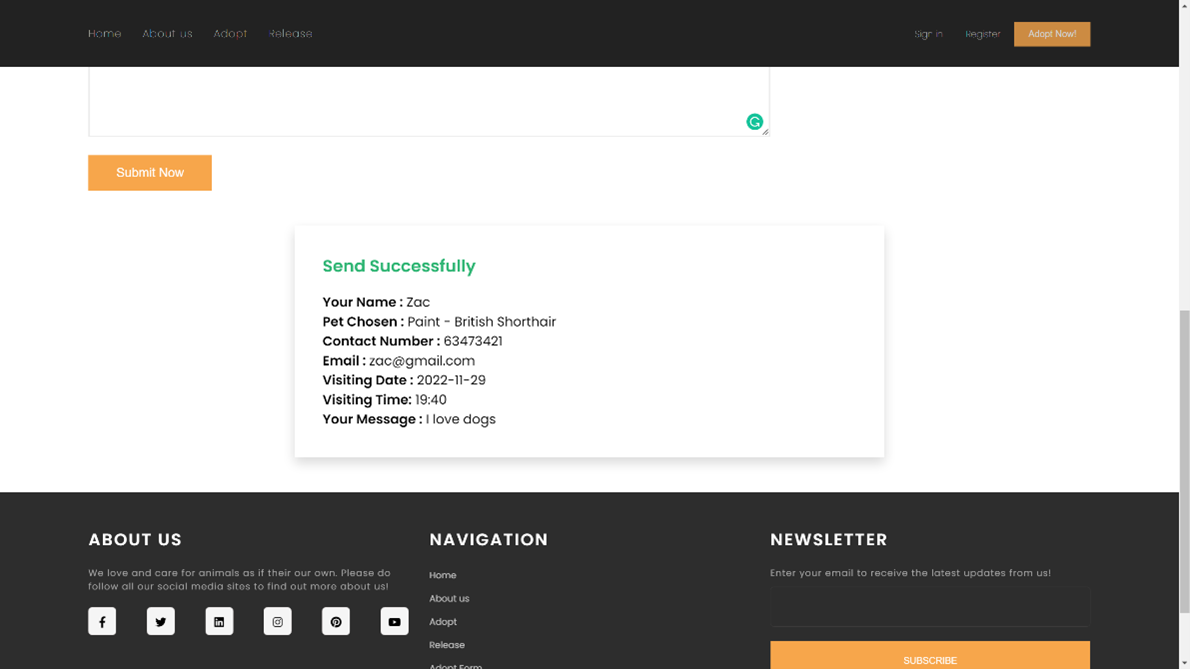 Home About us Adopt Release Sign in Register Adopt Now!
Submit Now
Send Successfully
Your Name : Zac
Pet Chosen : Paint - British Shorthair
Contact Number : 63473421
Email : zac@gmail.com
Visiting Date : 2022-11-29
Visiting Time: 19:40
Your Message : I love dogs
ABOUT US
We love and care for animals as if their our own. Please do
follow all our social media sites to find out more about us!
NAVIGATION
Home
About us
Adopt
Release
Adopt Form
NEWSLETTER
Enter your email to receive the latest updates from us!
SUBSCRIBE